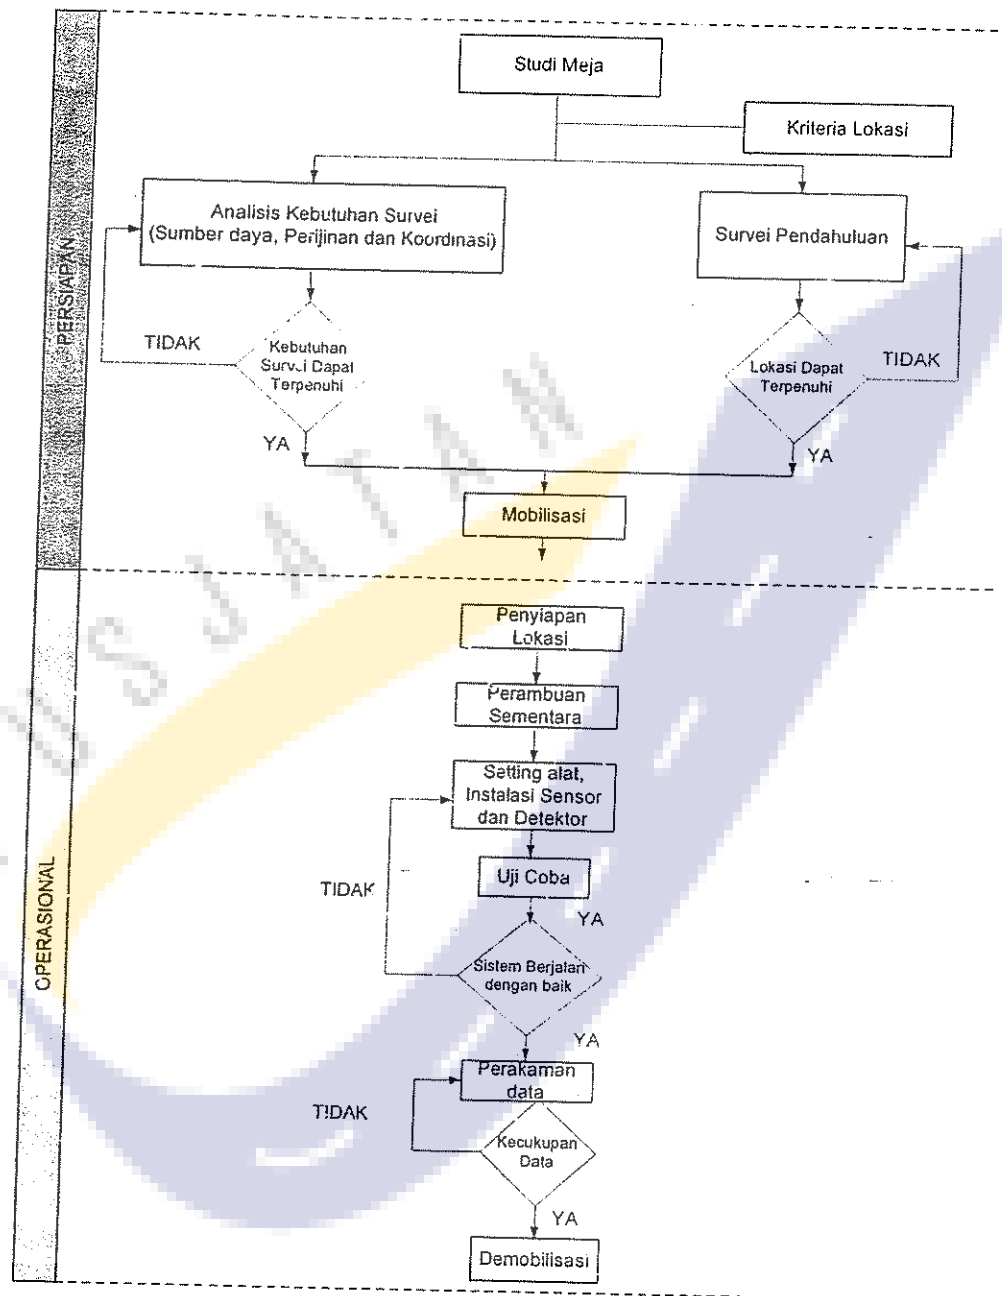 PERSIAPAN
Studi Meja
Kriteria Lokasi
Analisis Kebutuhan Survei
(Sumber daya, Perijinan dan Koordinasi)
Survei Pendahuluan
TIDAK
Kebutuhan
Survei Dapat
Terpenuhi
Lokasi Dapat
Terpenuhi
TIDAK
YA
YA
Mobilisasi
OPERASIONAL
Penyiapan
Lokasi
Perambuan
Sementara
Setting alat,
Instalasi Sensor
dan Detektor
TIDAK
Uji Coba
YA
Sistem Berjalan
dengan baik
YA
Perakaman
data
TIDAK
Kecukupan
Data
YA
Demobilisasi
USJATAN